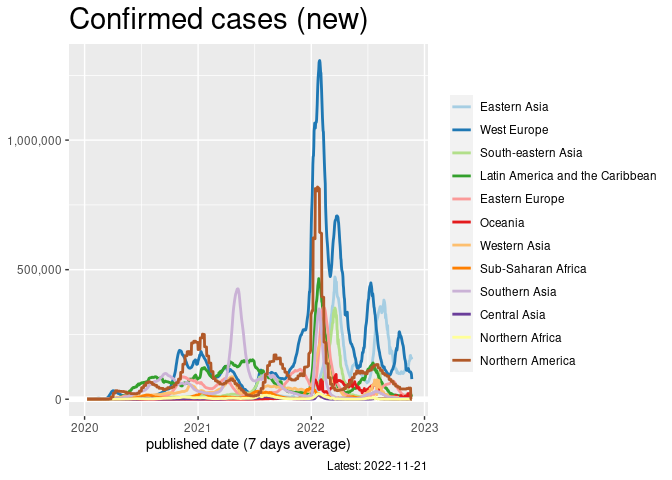 Confirmed cases (new)
1,000,000
500,000
0
2020
2021
2022
2023
published date (7 days average)
Latest: 2022-11-21
Eastern Asia
West Europe
South-eastern Asia
Latin America and the Caribbean
Eastern Europe
Oceania
Western Asia
Sub-Saharan Africa
Southern Asia
Central Asia
Northern Africa
Northern America